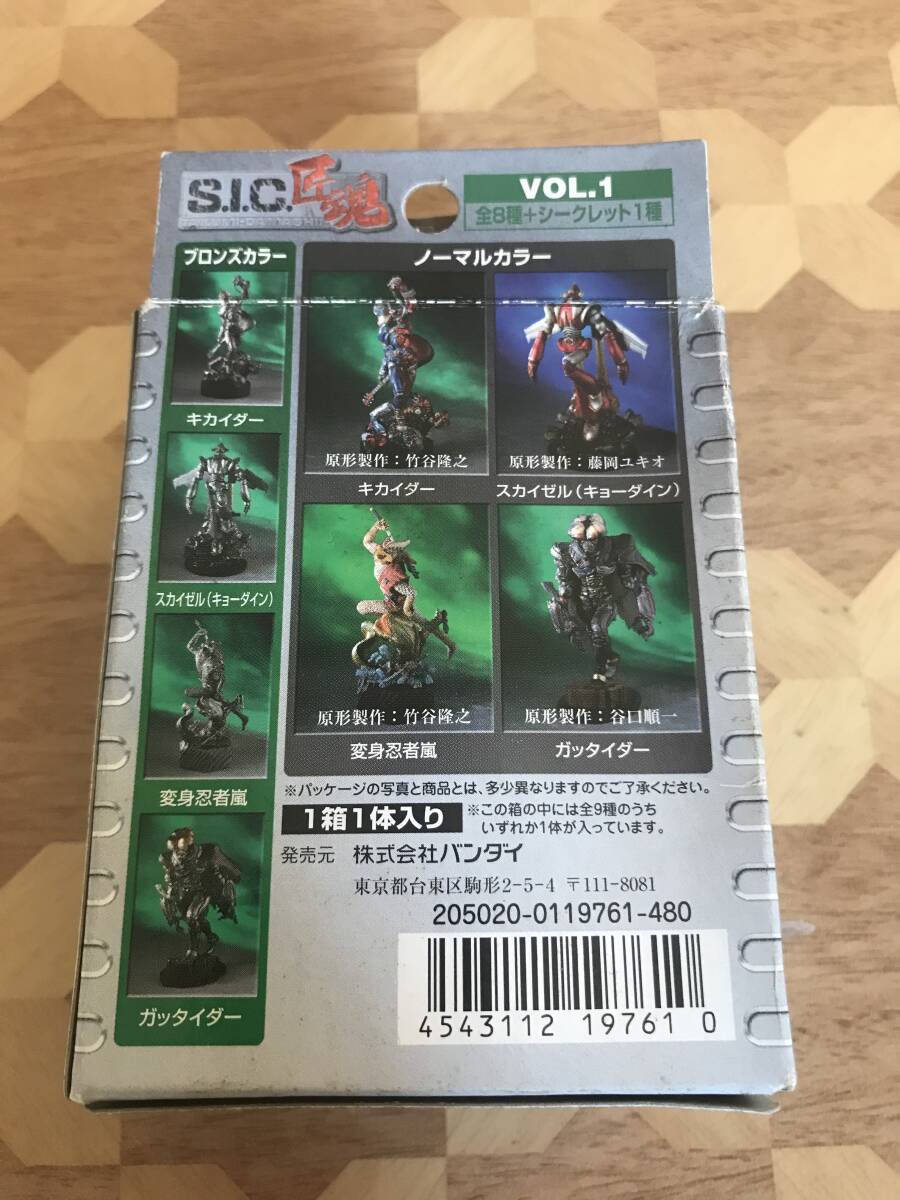 S.I.C.匠魂
VOL.1
全8種+シークレット1種
ブロンズカラー
キカイダー
スカイゼル(キョーダイン)
変身忍者嵐
ガッタイダー
ノーマルカラー
原形製作:竹谷隆之
キカイダー
原形製作:藤岡ユキオ
スカイゼル(キョーダイン)
原形製作:竹谷隆之
変身忍者嵐
原形製作:谷口順一
ガッタイダー
※パッケージの写真と商品とは、多少異なりますのでご了承ください。
1箱1体入り
※この箱の中には全9種のうち
いずれか1体が入っています。
発売元 株式会社バンダイ
東京都台東区駒形2-5-4 〒111-8081
205020-0119761-480
4543112 197610